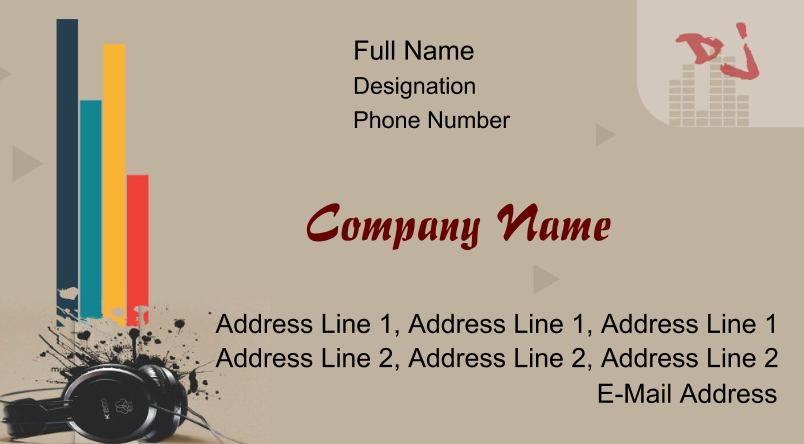 DJ
Full Name
Designation
Phone Number
Company Name
Address Line 1, Address Line 1, Address Line 1
Address Line 2, Address Line 2, Address Line 2
E-Mail Address